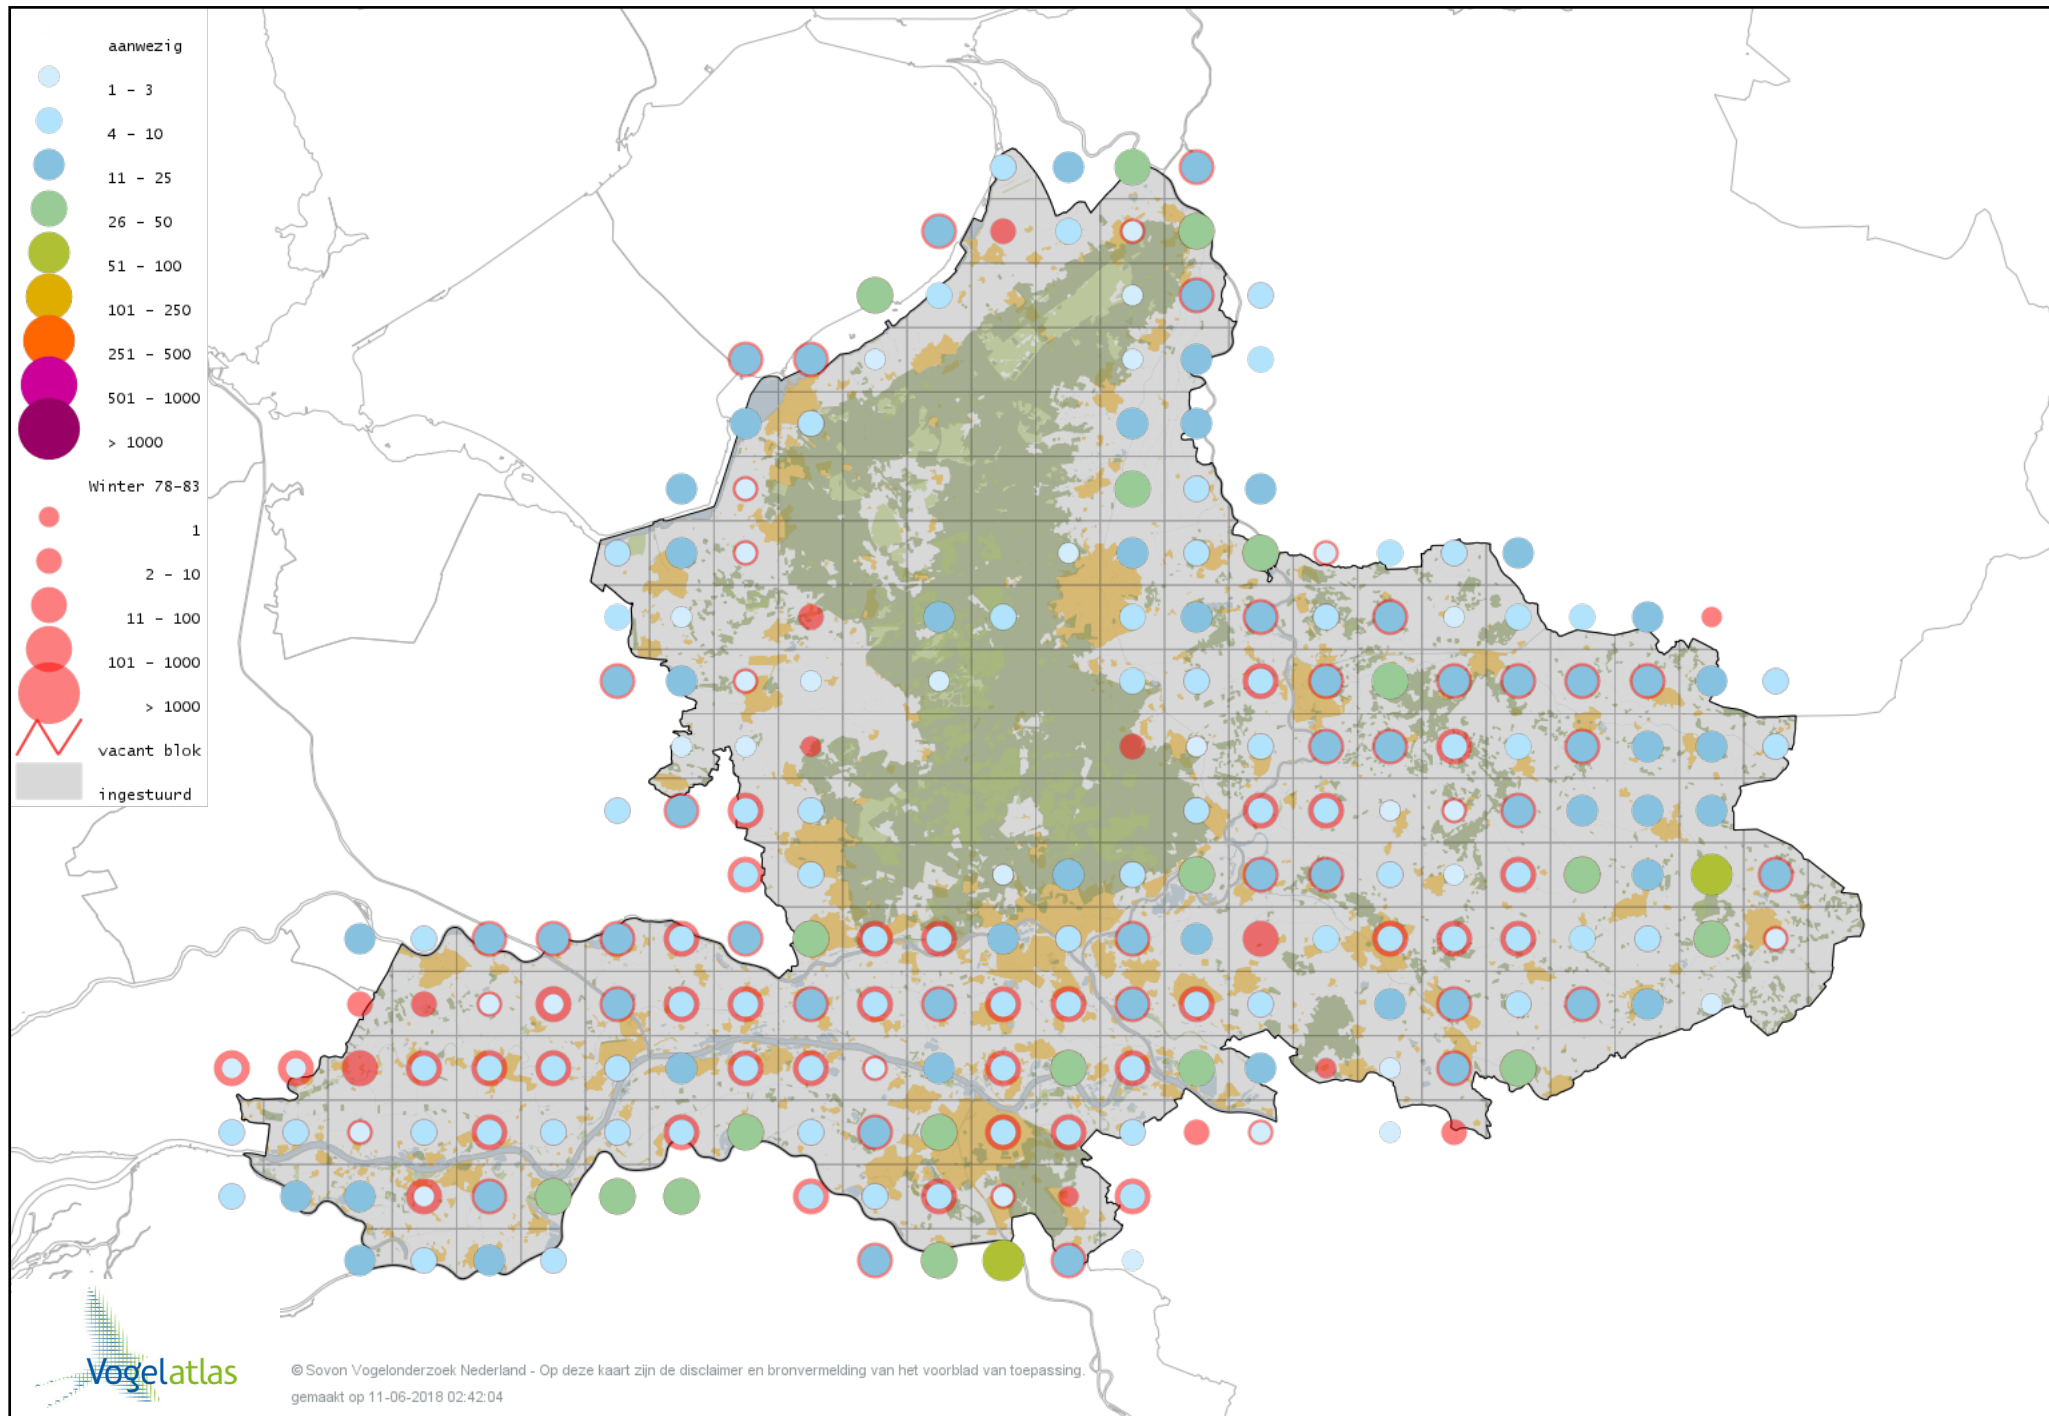 aanwezig
1 - 3
4 - 10
11 - 25
26 - 50
51 - 100
101 - 250
251 - 500
501 - 1000
> 1000
Winter 78-83
1
2 - 10
11 - 100
101 - 1000
> 1000
vacant blok
ingestuurd
Vogelatlas
© Sovon Vogelonderzoek Nederland - Op deze kaart zijn de disclaimer en bronvermelding van het voorblad van toepassing.
gemaakt op 11-06-2018 02:42:04